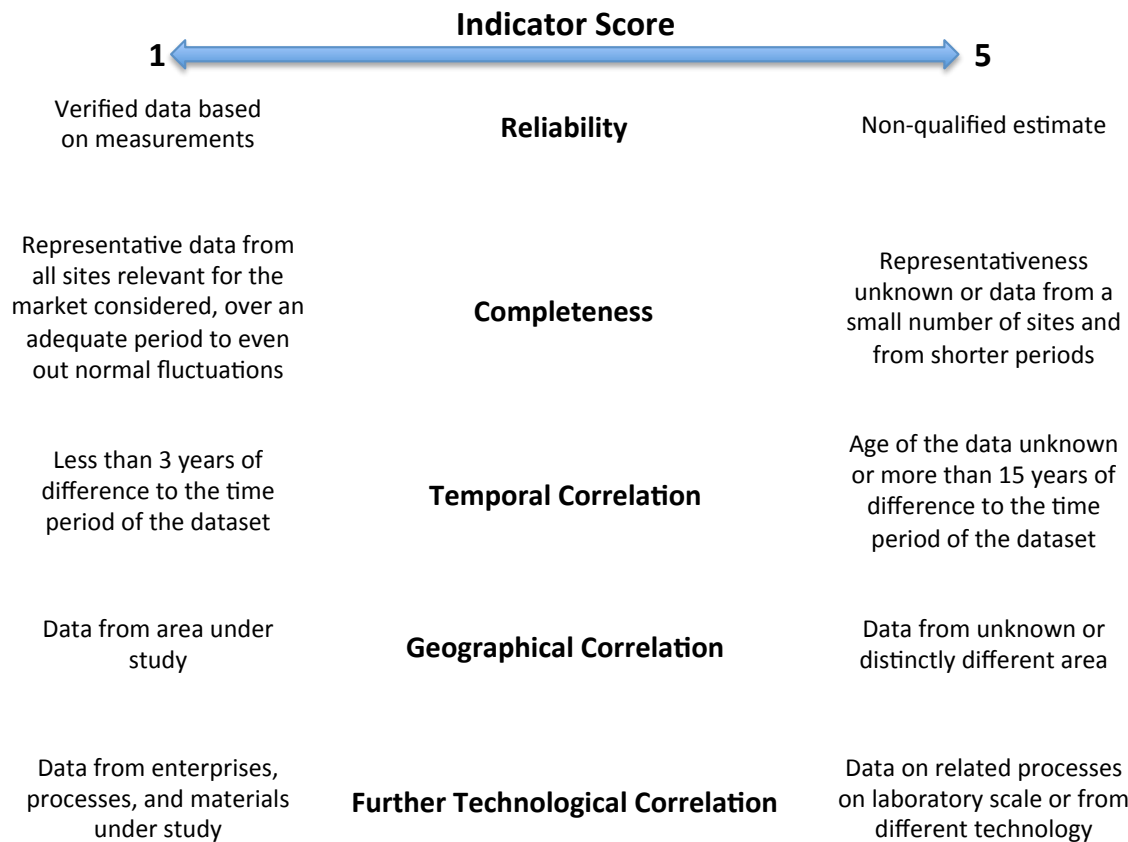 Indicator Score
1 5
Verified data based
on measurements
Reliability
Non-qualified estimate
Representative data from
all sites relevant for the
market considered, over an
adequate period to even
out normal fluctuations
Completeness
Representativeness
unknown or data from a
small number of sites and
from shorter periods
Less than 3 years of
difference to the time
period of the dataset
Temporal Correlation
Age of the data unknown
or more than 15 years of
difference to the time
period of the dataset
Data from area under
study
Geographical Correlation
Data from unknown or
distinctly different area
Data from enterprises,
processes, and materials
under study
Further Technological Correlation
Data on related processes
on laboratory scale or from
different technology